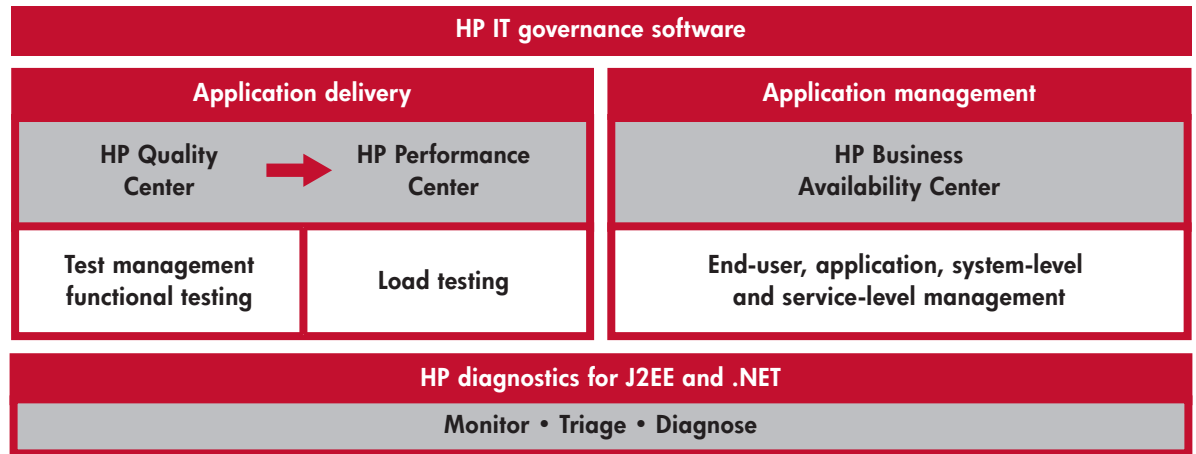 HP IT governance software
Application delivery
HP Quality
Center
HP Performance
Center
Test management
functional testing
Load testing
Application management
HP Business
Availability Center
End-user, application, system-level
and service-level management
HP diagnostics for J2EE and .NET
Monitor • Triage • Diagnose